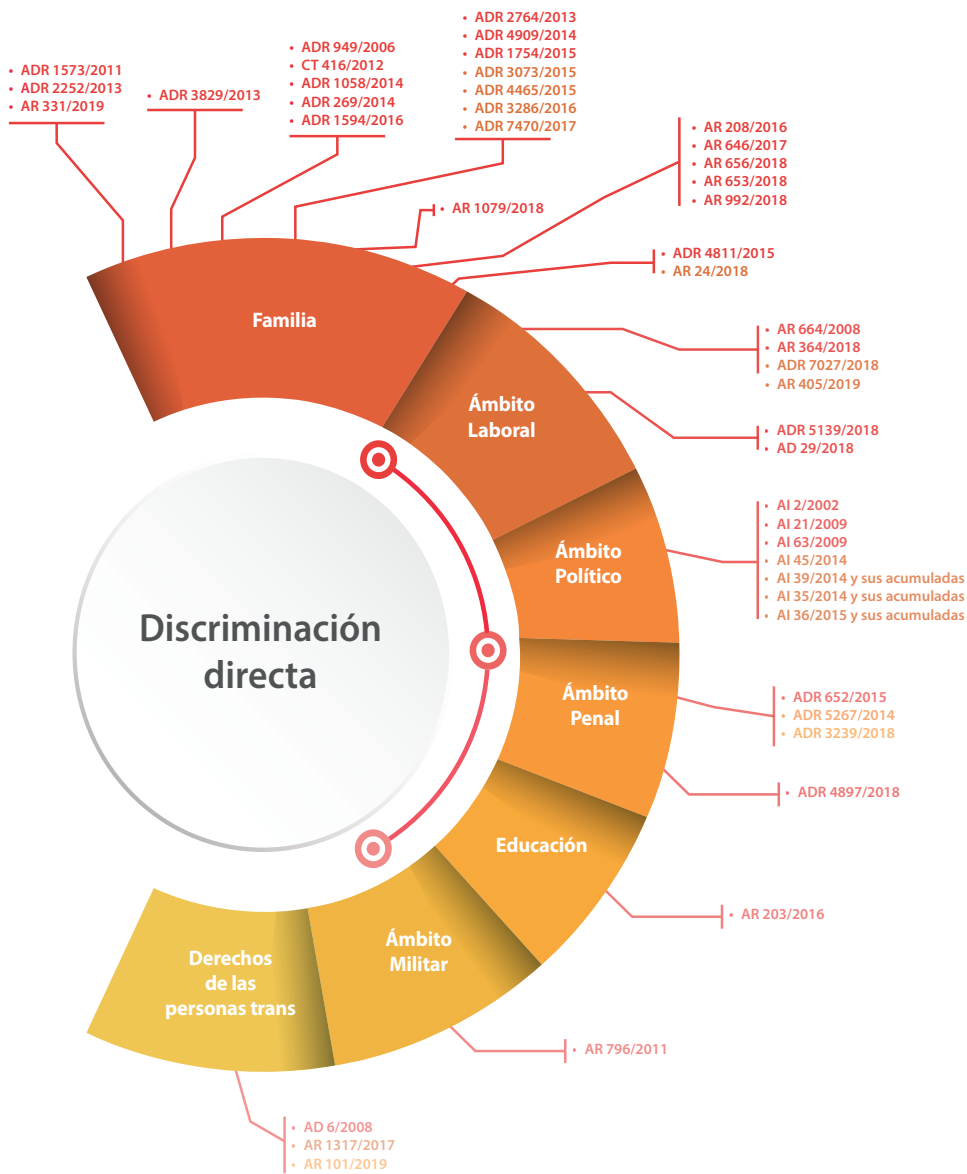 • ADR 1573/2011
• ADR 2252/2013
• AR 331/2019
• ADR 3829/2013
• ADR 949/2006
• CT 416/2012
• ADR 1058/2014
• ADR 269/2014
• ADR 1594/2016
• ADR 2764/2013
• ADR 4909/2014
• ADR 1754/2015
• ADR 3073/2015
• ADR 4465/2015
• ADR 3286/2016
• ADR 7470/2017
• AR 1079/2018
• AR 208/2016
• AR 646/2017
• AR 656/2018
• AR 653/2018
• AR 992/2018
• ADR 4811/2015
• AR 24/2018
Familia
• AR 664/2008
• AR 364/2018
• ADR 7027/2018
• AR 405/2019
Ámbito
Laboral
• ADR 5139/2018
• AD 29/2018
• AI 2/2002
• AI 21/2009
• AI 63/2009
• AI 45/2014
• AI 39/2014 y sus acumuladas
• AI 35/2014 y sus acumuladas
• AI 36/2015 y sus acumuladas
Ámbito
Político
Discriminación
directa
Ámbito
Penal
• ADR 652/2015
• ADR 5267/2014
• ADR 3239/2018
• ADR 4897/2018
Educación
• AR 203/2016
Ámbito
Militar
• AR 796/2011
Derechos
de las
personas trans
• AD 6/2008
• AR 1317/2017
• AR 101/2019